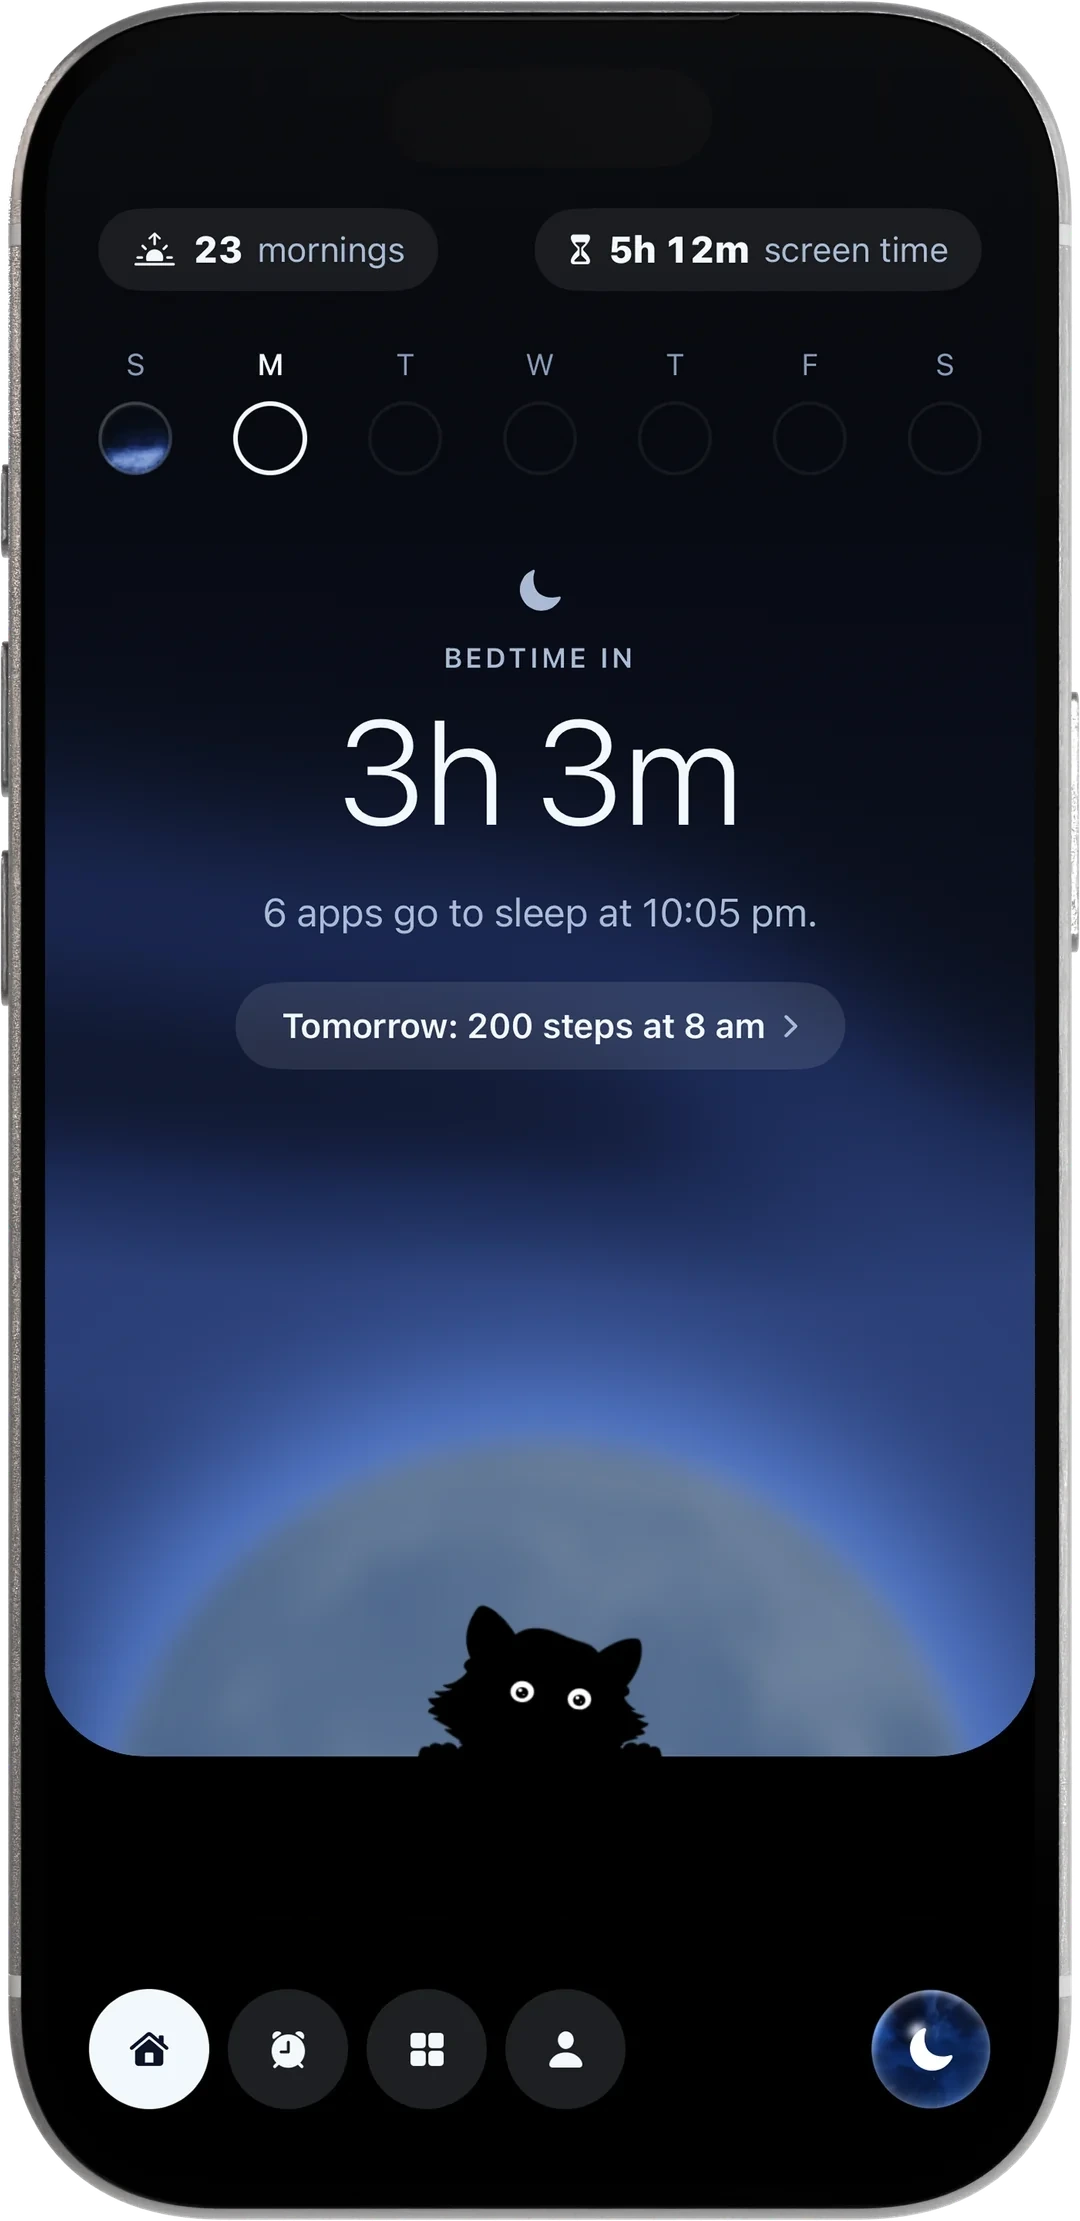 23 mornings
5h 12m screen time
S M T W T F S
BEDTIME IN
3h 3m
6 apps go to sleep at 10:05 pm.
Tomorrow: 200 steps at 8 am